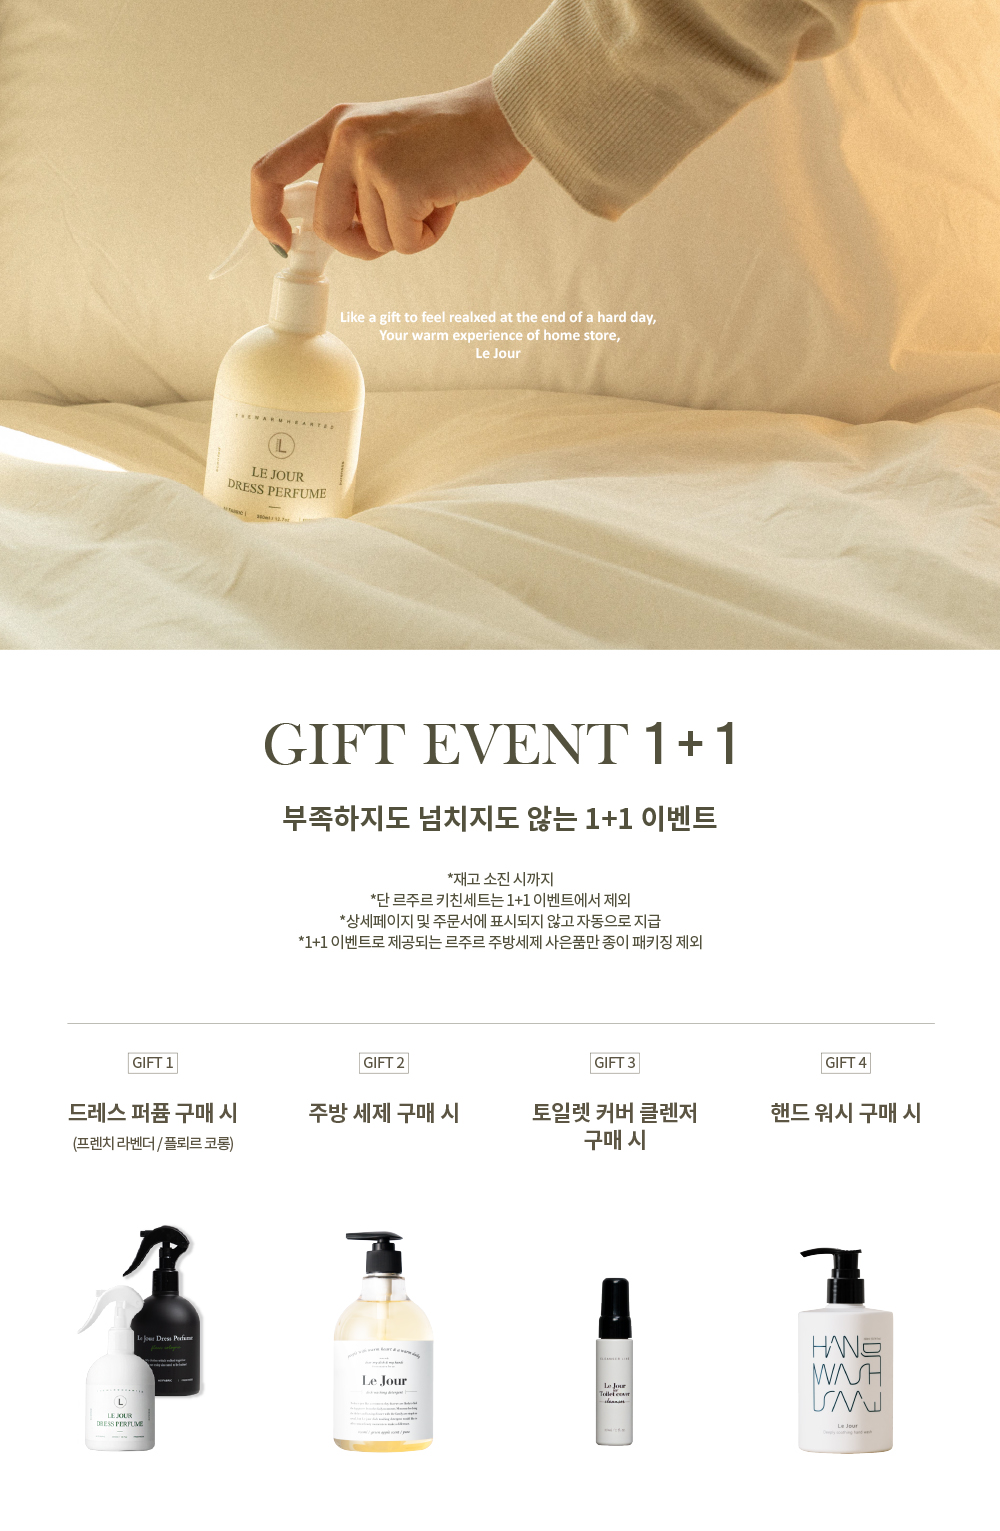 Like a gift to feel realxed at the end of a hard day,
Your warm experience of home store,
Le Jour
THEWARMHEARTED
L
LE JOUR
DRESS PERFUME
GIFT EVENT 1+1
부족하지도 넘치지도 않는 1+1 이벤트
*재고 소진 시까지
*단 르주르 키친세트는 1+1 이벤트에서 제외
*상세페이지 및 주문서에 표시되지 않고 자동으로 지급
*1+1 이벤트로 제공되는 르주르 주방세제 사은품만 종이 패키징 제외
GIFT 1
드레스 퍼퓸 구매 시
(프렌치 라벤더 / 플뢰르 코롱)
Le Jour Dress Perfume
L
LE JOUR
DRESS PERFUME
GIFT 2
주방 세제 구매 시
Le Jour
GIFT 3
토일렛 커버 클렌저
구매 시
Le Jour
Toilet cover
cleanser
GIFT 4
핸드 위시 구매 시
HAND
WASH
Le Jour